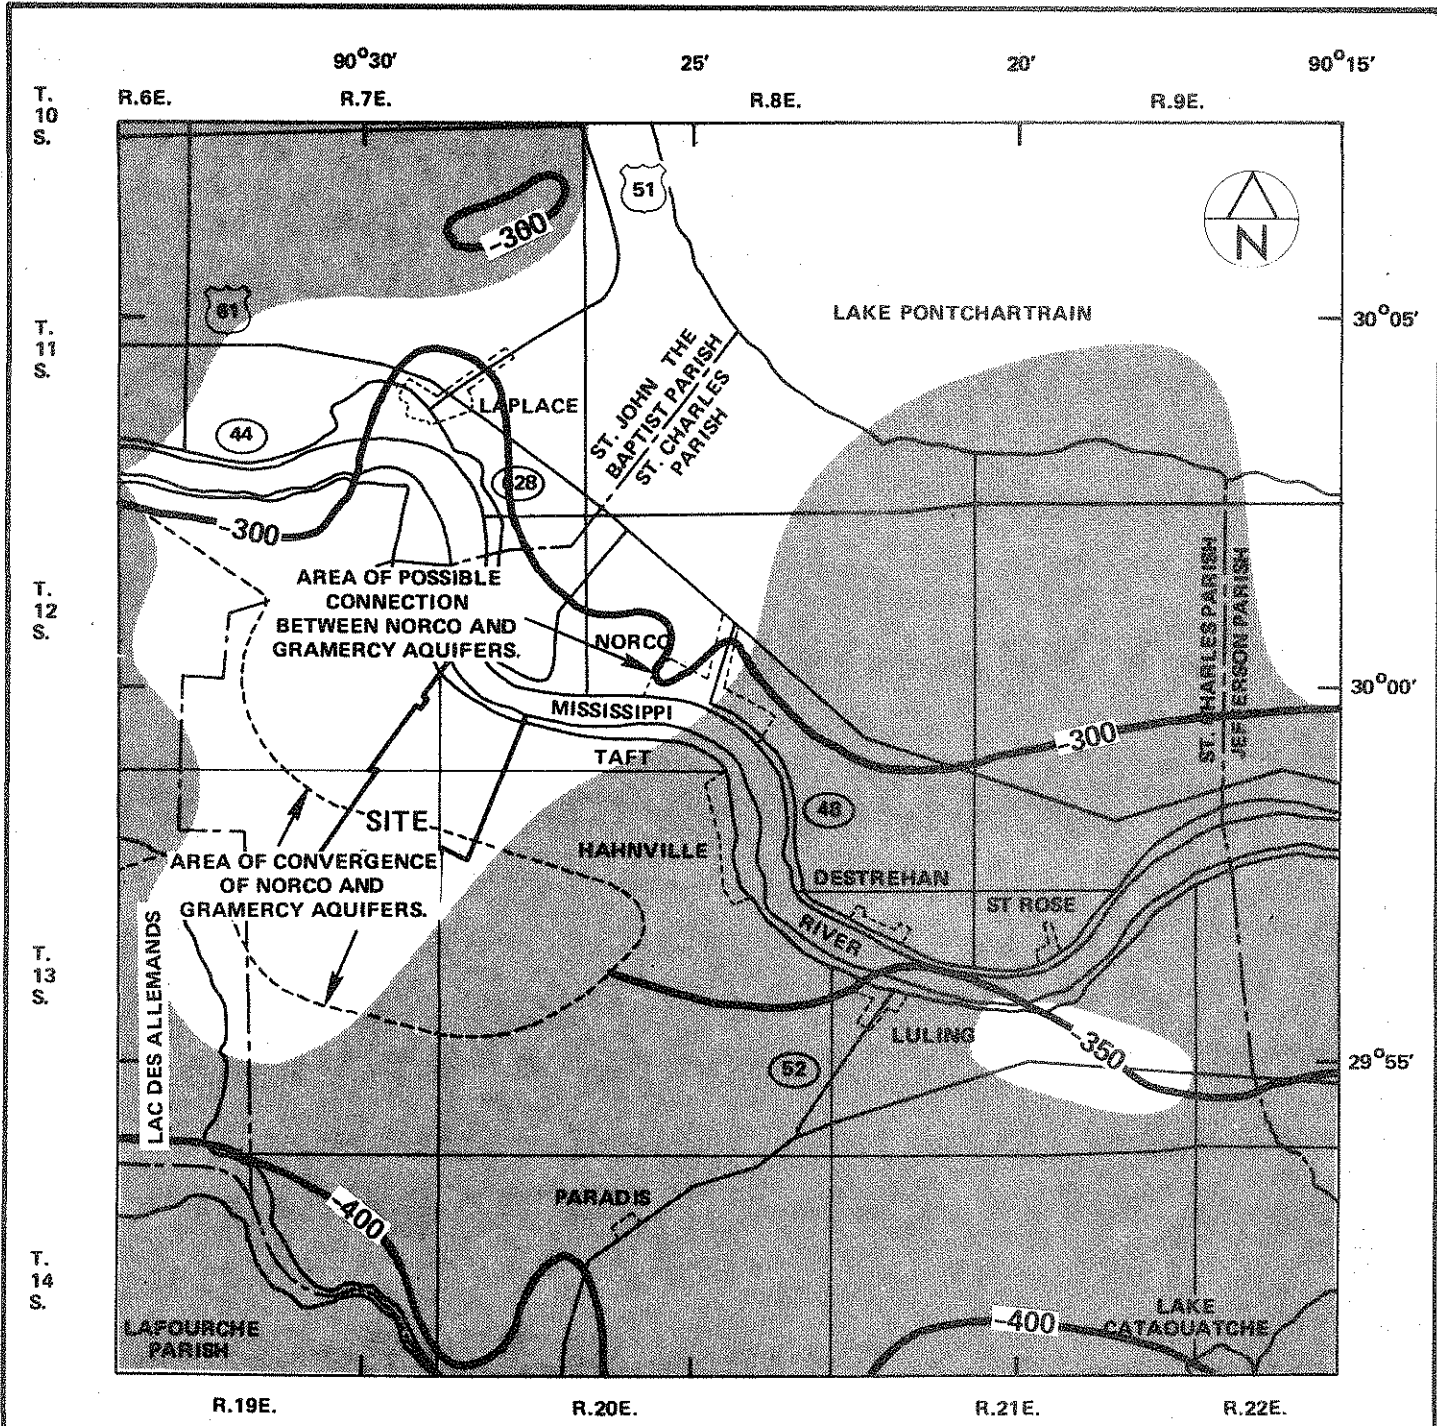 90°30′ 25′ 20′ 90°15′
R.6E. R.7E. R.8E. R.9E.
T.
10
S.
51
-300
LAKE PONTCHARTRAIN
30°05′
61
T.
11
S.
ST. JOHN THE
BAPTIST PARISH
ST. CHARLES
PARISH
LAPLACE
44
628
-300
T.
12
S.
AREA OF POSSIBLE
CONNECTION
BETWEEN NORCO AND
GRAMERCY AQUIFERS.
NORCO
ST. CHARLES PARISH
JEFFERSON PARISH
30°00′
MISSISSIPPI
-300
TAFT
SITE
48
HAHNVILLE
AREA OF CONVERGENCE
OF NORCO AND
GRAMERCY AQUIFERS.
DESTREHAN
ST ROSE
RIVER
T.
13
S.
LAC DES ALLEMANDS
LULING
-350
29°55′
52
-400
PARADIS
T.
14
S.
LAFOURCHE
PARISH
-400
LAKE
CATAOUATCHE
R.19E. R.20E. R.21E. R.22E.
N